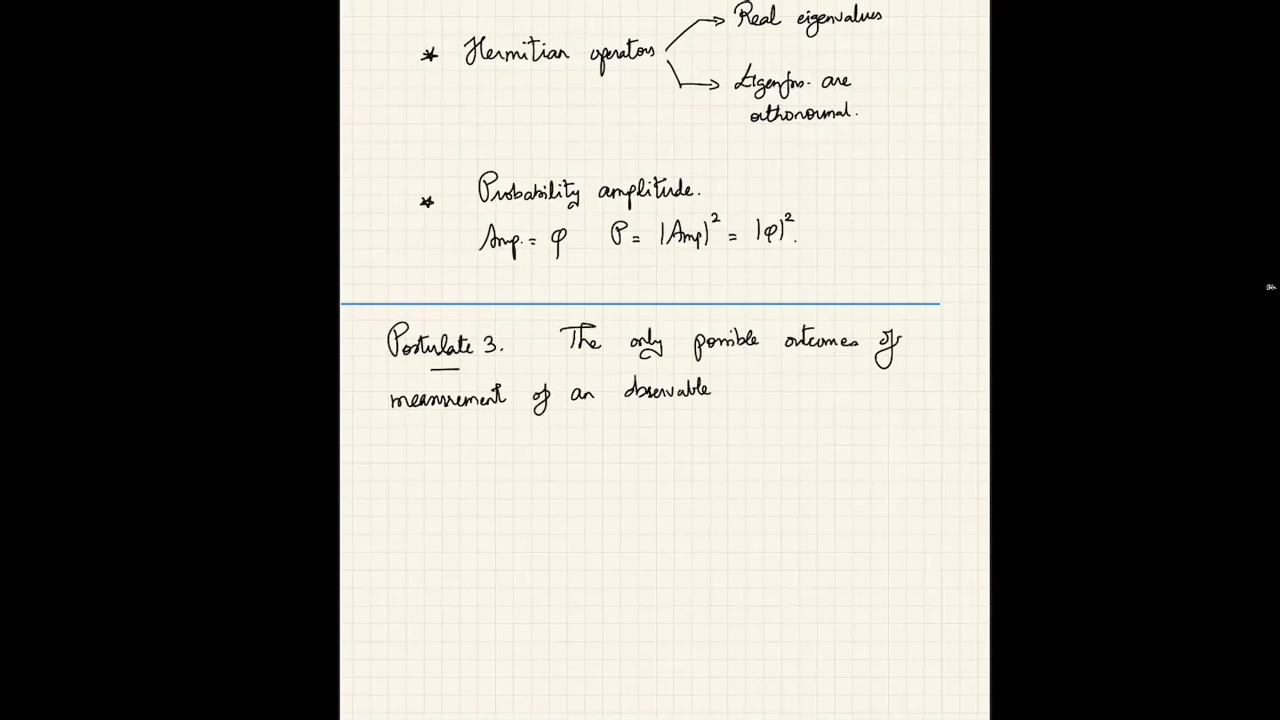 Real eigenvalues
* Hermitian operators
Eigenfns. are
orthonormal.
* Probability amplitude.
Amp. = φ P = |Amp|² = |φ|².
Postulate 3. The only possible outcomes of
measurement of an observable